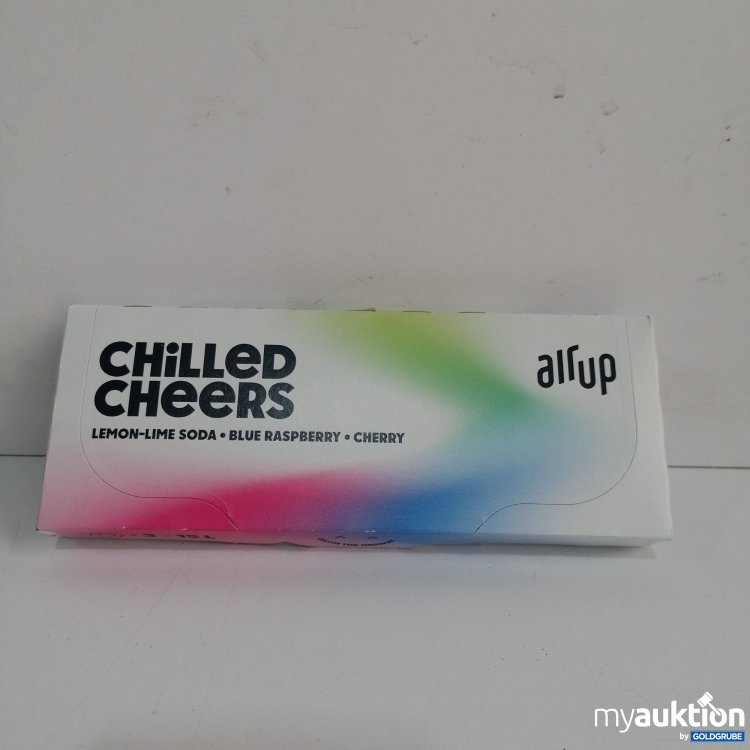 CHiLLeD
CHeeRS
LEMON-LIME SODA • BLUE RASPBERRY • CHERRY
air up
myauktion
by GOLDGRUBE